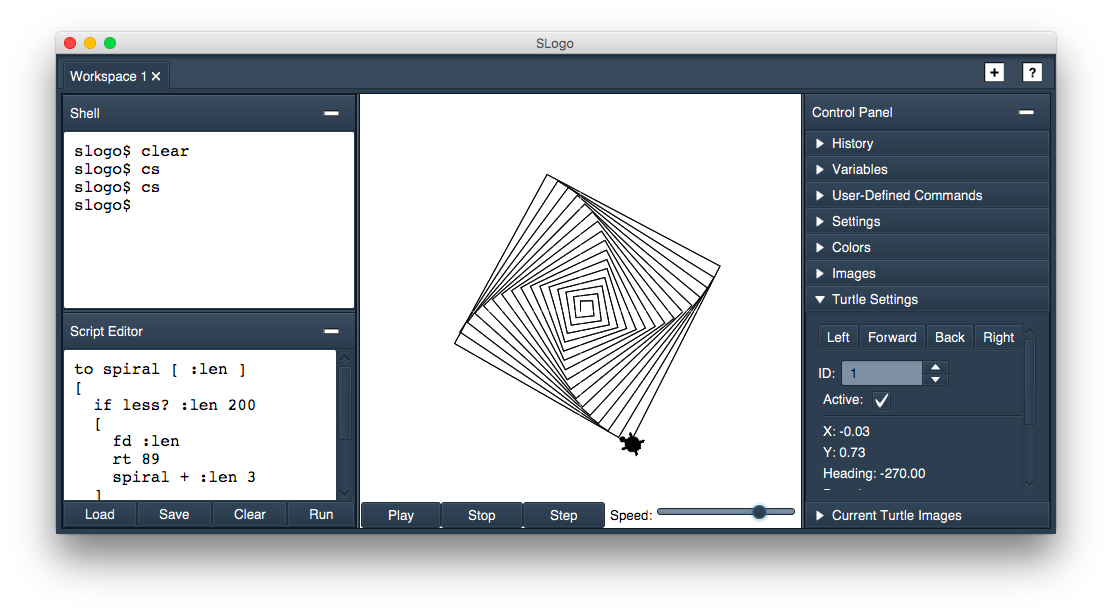 SLogo
Workspace 1
+ ?
Shell
slogo$ clear
slogo$ cs
slogo$ cs
slogo$
Script Editor
to spiral [ :len ]
[
if less? :len 200
[
fd :len
rt 89
spiral + :len 3
]
Load Save Clear Run
Play Stop Step Speed:
Control Panel
History
Variables
User-Defined Commands
Settings
Colors
Images
Turtle Settings
Left Forward Back Right
ID: 1
Active:
X: -0.03
Y: 0.73
Heading: -270.00
Current Turtle Images